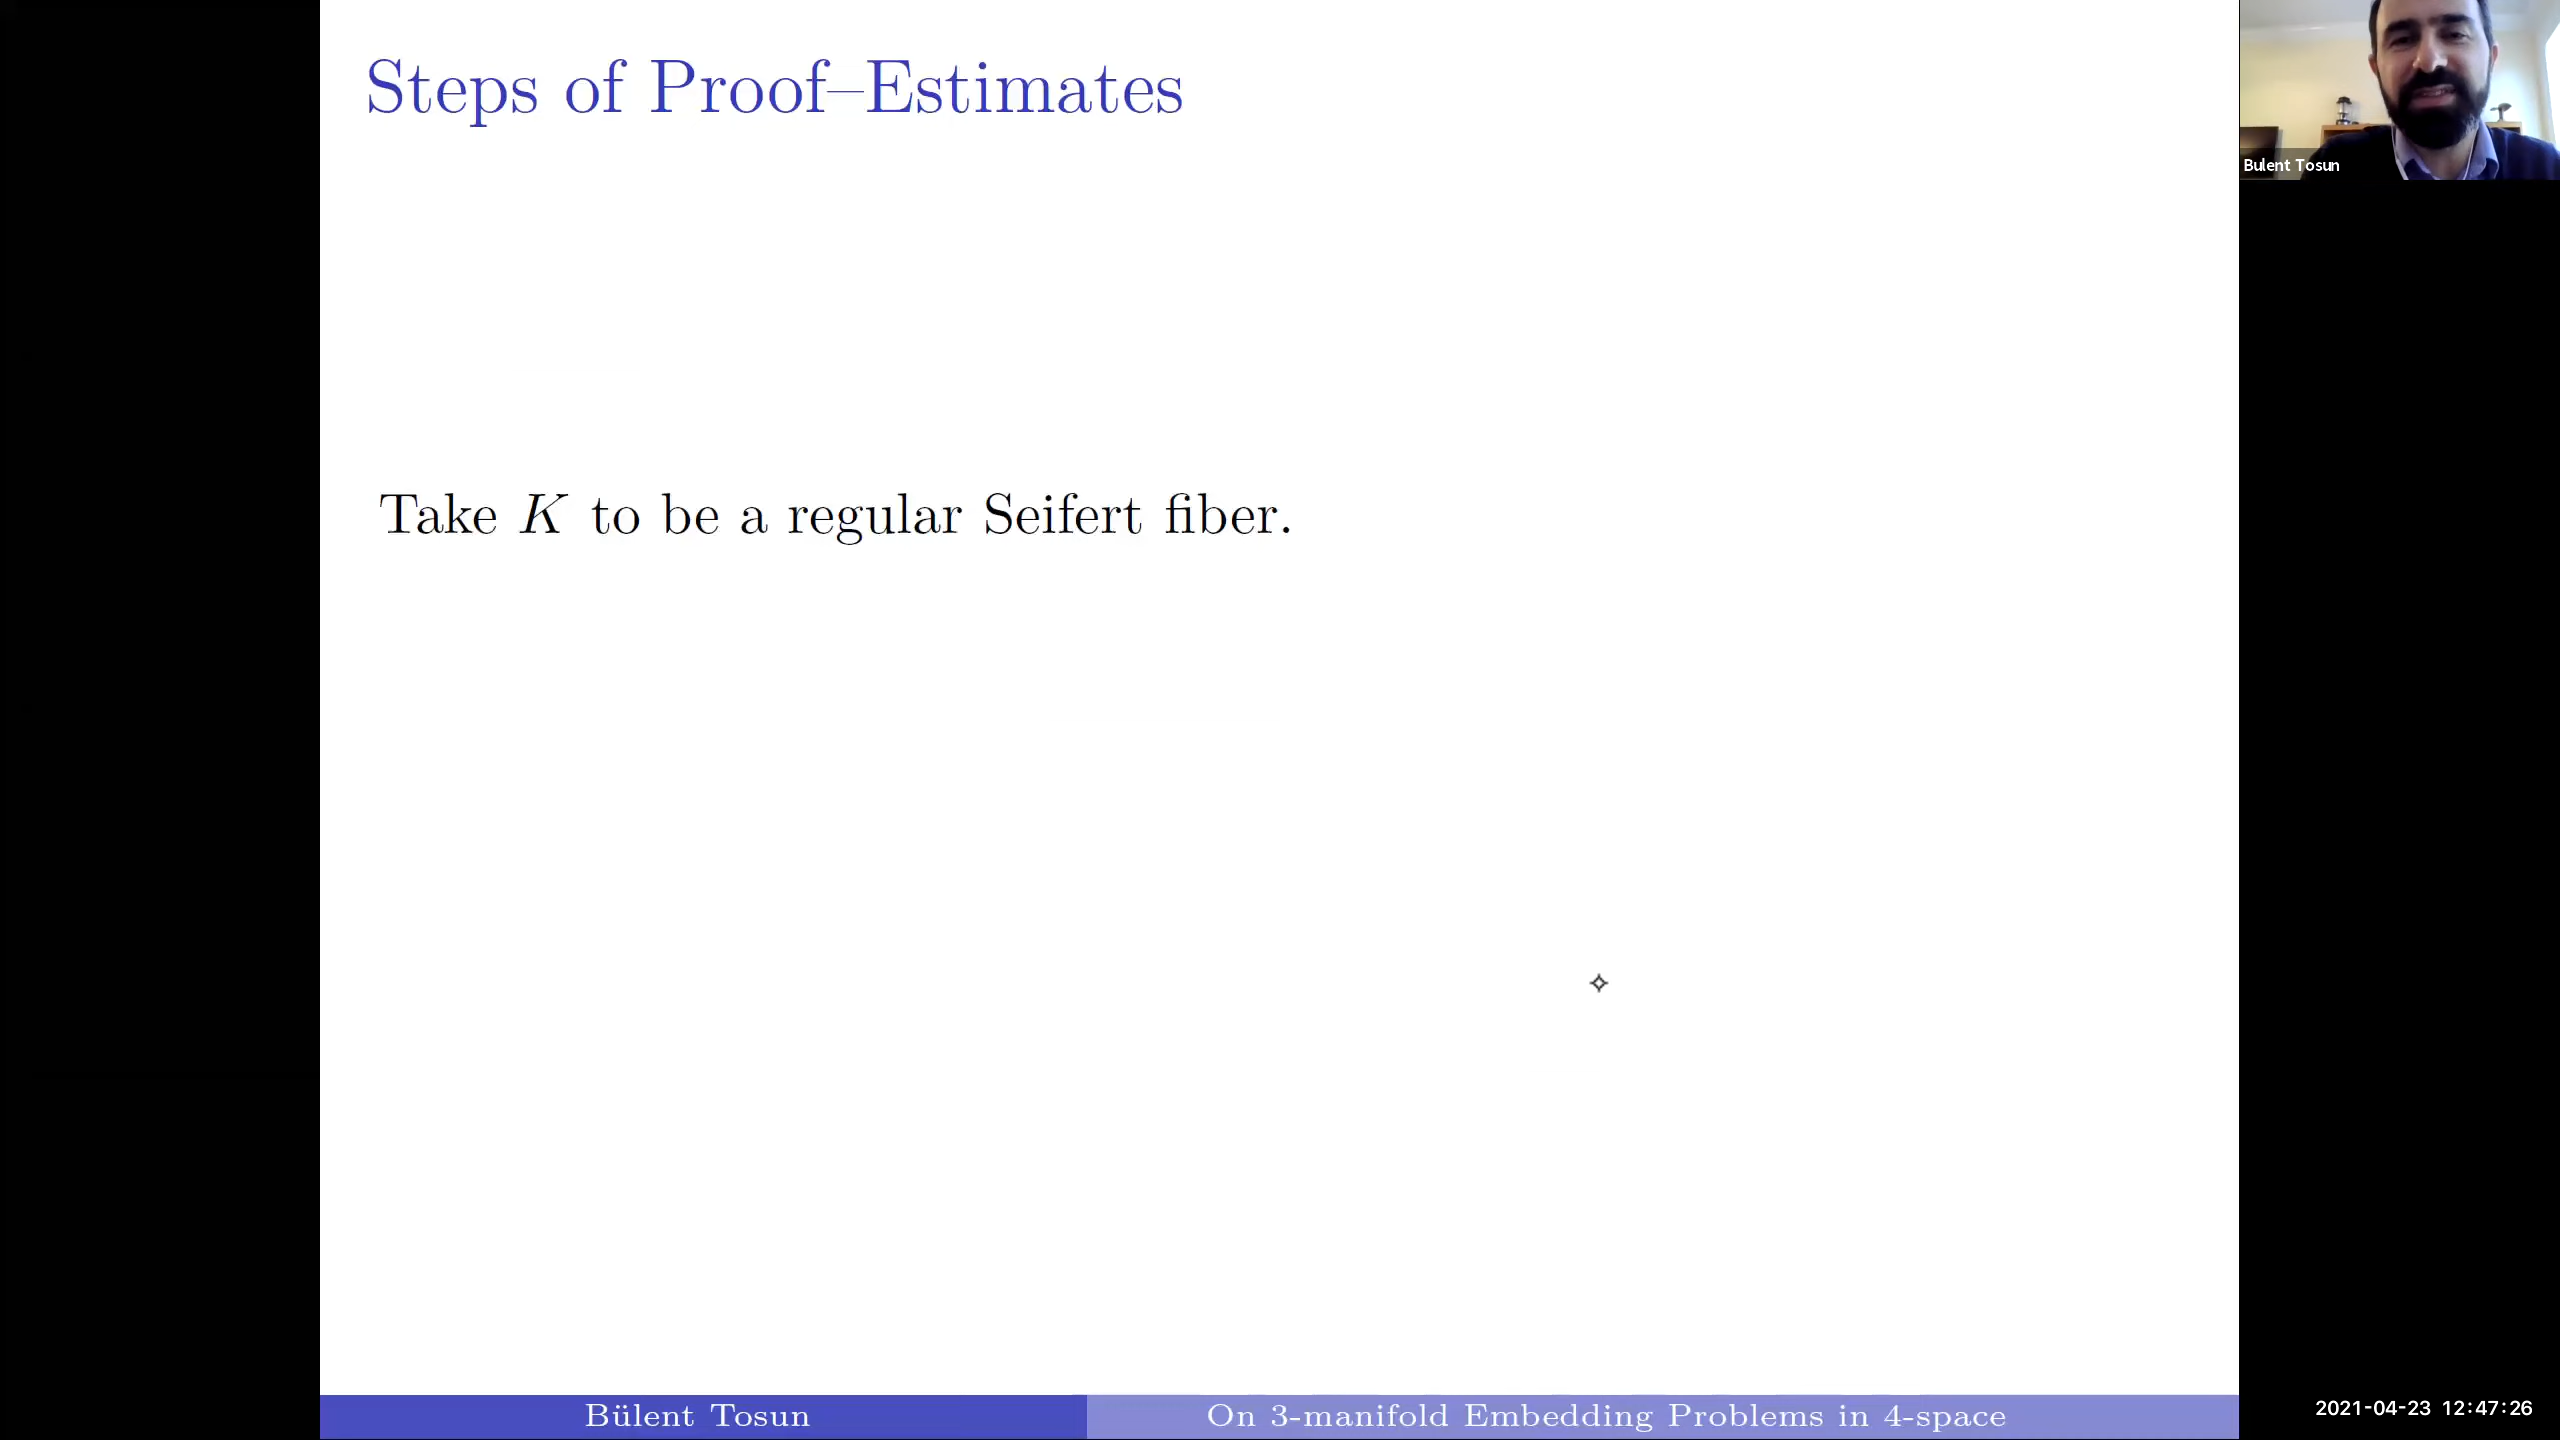 Steps of Proof–Estimates
Bulent Tosun
Take K to be a regular Seifert fiber.
Bülent Tosun
On 3-manifold Embedding Problems in 4-space
2021-04-23 12:47:26